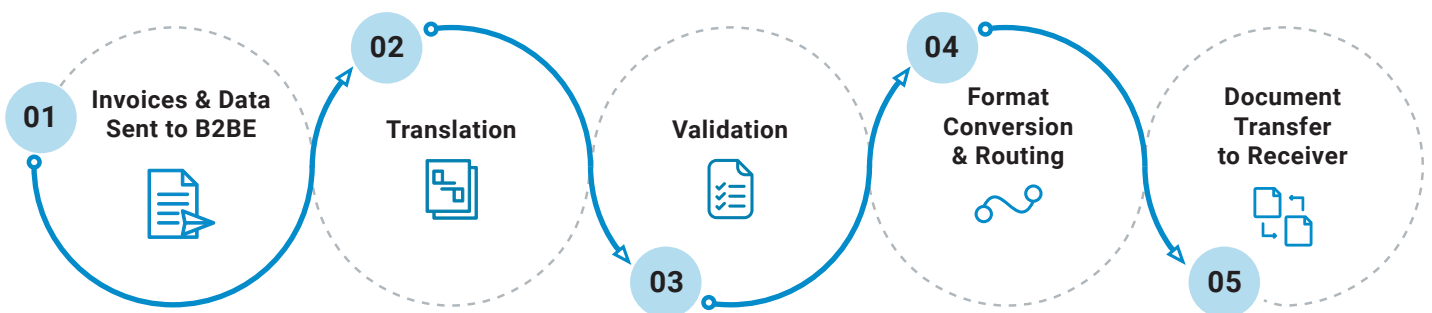 01
Invoices & Data
Sent to B2BE
02
Translation
03
Validation
04
Format
Conversion
& Routing
05
Document
Transfer
to Receiver